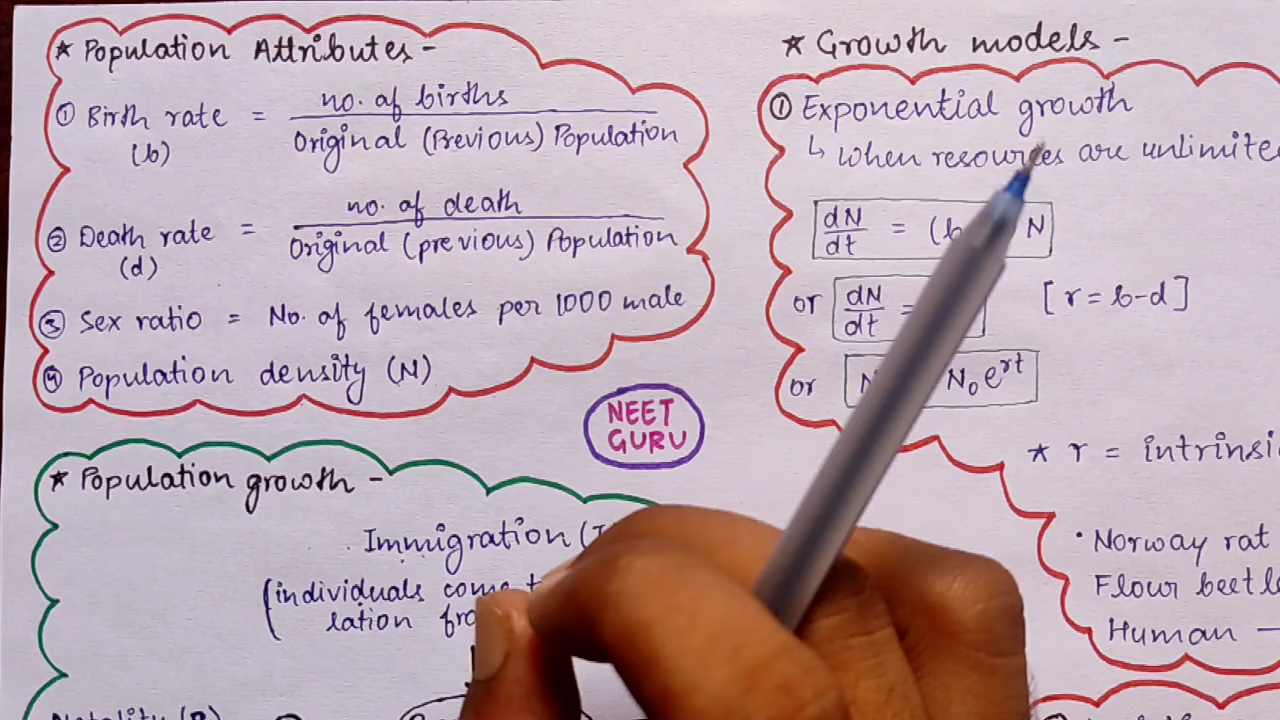 ★ Population Attributes -
① Birth rate = no. of births
(b) Original (Previous) Population
② Death rate = no. of death
(d) Original (previous) Population
③ Sex ratio = No. of females per 1000 male
④ Population density (N)
NEET
GURU
★ Population growth -
Immigration (
(individuals come
lation
★ Growth models -
① Exponential growth
↳ When resources are unlimite
dN/dt = (b N
or dN/dt = [r = b-d]
or N N₀e^rt
★ r = intrinsi
• Norway rat
Flour beetl
Human –